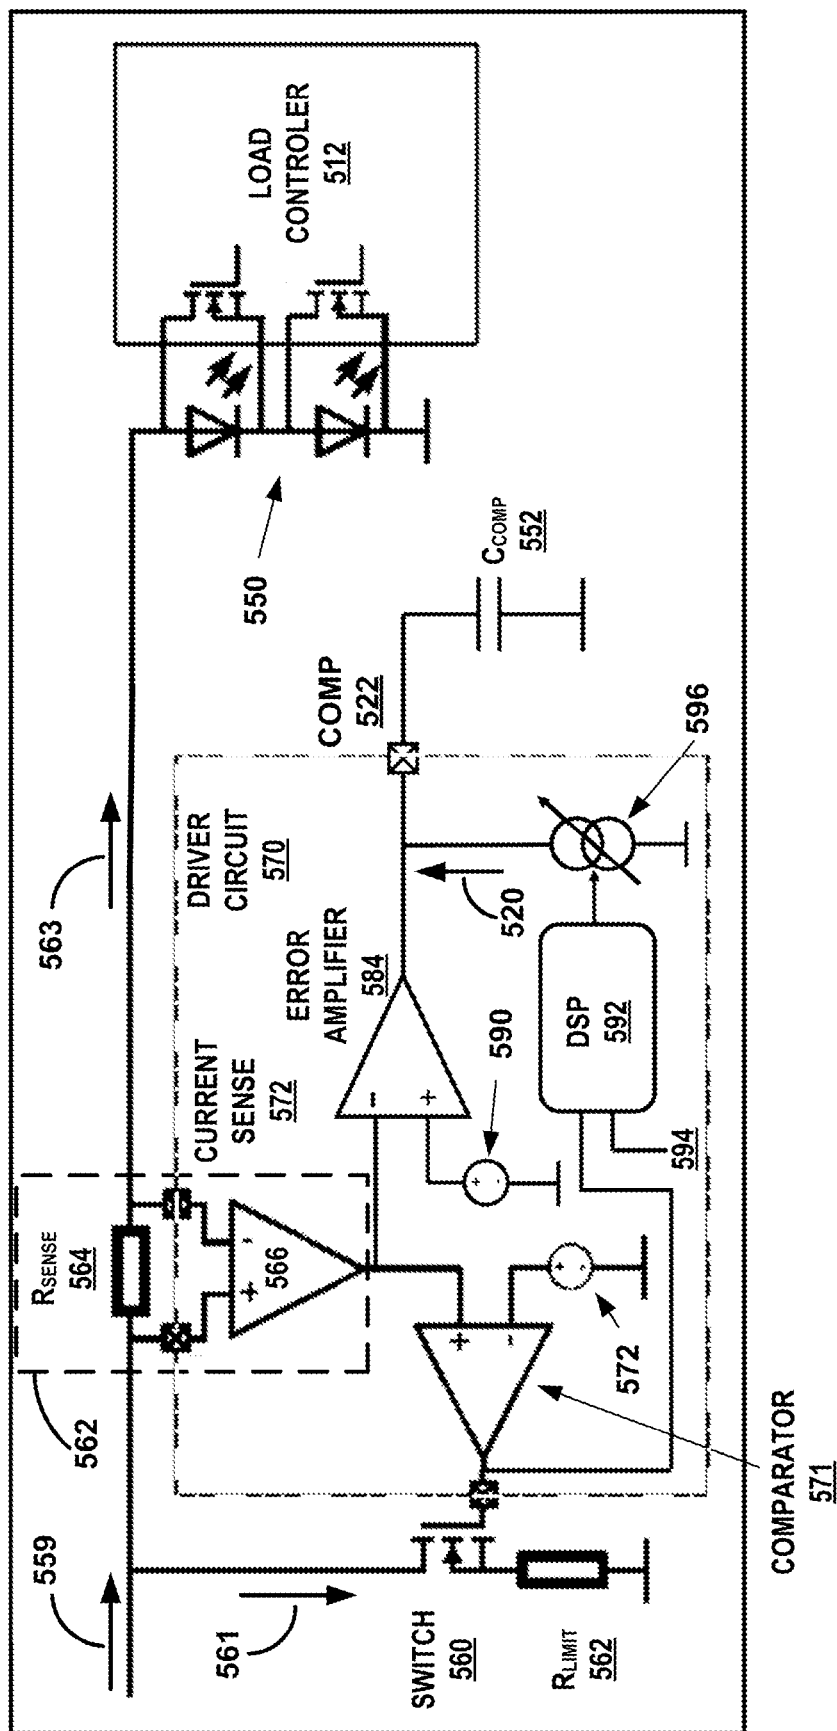 559
561
SWITCH
560
RLIMIT
562
562
RSENSE
564
+
-
566
CURRENT
SENSE
572
563
DRIVER
CIRCUIT
570
ERROR
AMPLIFIER
584
-
+
590
+
-
+ -
572
+ -
COMPARATOR
571
DSP
592
594
520
596
COMP
522
CCOMP
552
550
LOAD
CONTROLER
512